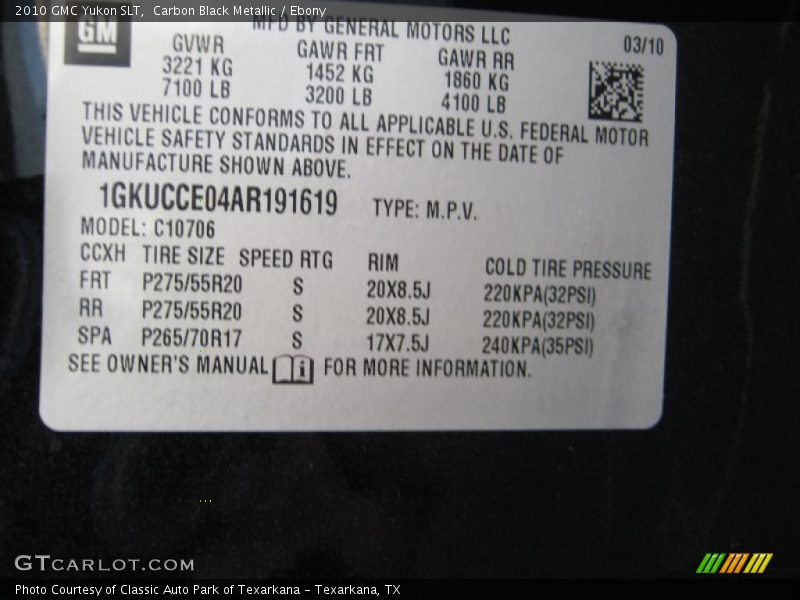 2010 GMC Yukon SLT, Carbon Black Metallic / Ebony
GM
MFD BY GENERAL MOTORS LLC
03/10
GVWR GAWR FRT GAWR RR
3221 KG 1452 KG 1860 KG
7100 LB 3200 LB 4100 LB
THIS VEHICLE CONFORMS TO ALL APPLICABLE U.S. FEDERAL MOTOR
VEHICLE SAFETY STANDARDS IN EFFECT ON THE DATE OF
MANUFACTURE SHOWN ABOVE.
1GKUCCE04AR191619 TYPE: M.P.V.
MODEL: C10706
CCXH TIRE SIZE SPEED RTG RIM COLD TIRE PRESSURE
FRT P275/55R20 S 20X8.5J 220KPA(32PSI)
RR P275/55R20 S 20X8.5J 220KPA(32PSI)
SPA P265/70R17 S 17X7.5J 240KPA(35PSI)
SEE OWNER'S MANUAL i FOR MORE INFORMATION.
GTCARLOT.COM
Photo Courtesy of Classic Auto Park of Texarkana - Texarkana, TX